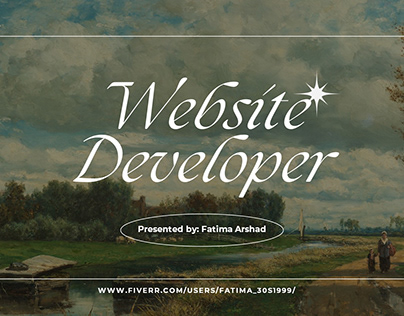 Website
Developer
Presented by: Fatima Arshad
WWW.FIVERR.COM/USERS/FATIMA_30S1999/